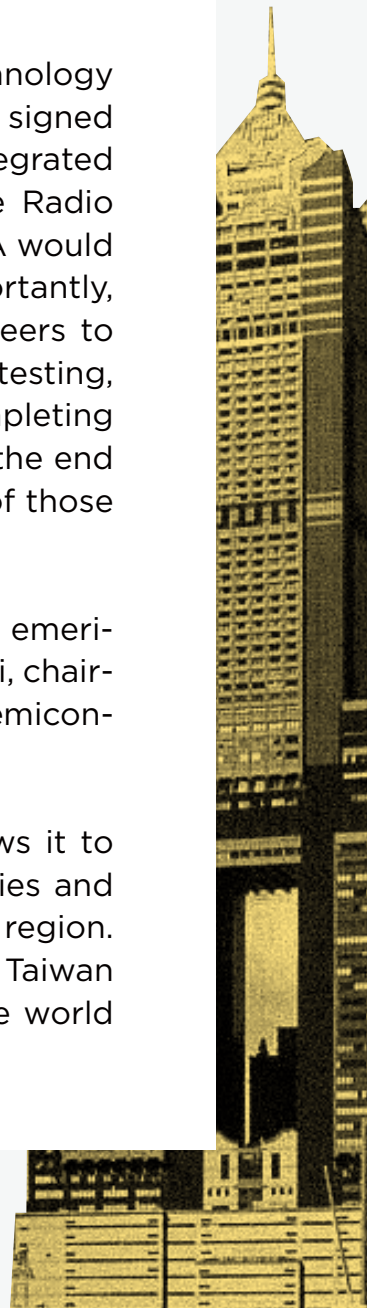 nology
signed
egrated
Radio
A would
ortantly,
eers to
testing,
pleting
the end
of those
emeri-
i, chair-
emicon-
ws it to
ies and
region.
Taiwan
e world